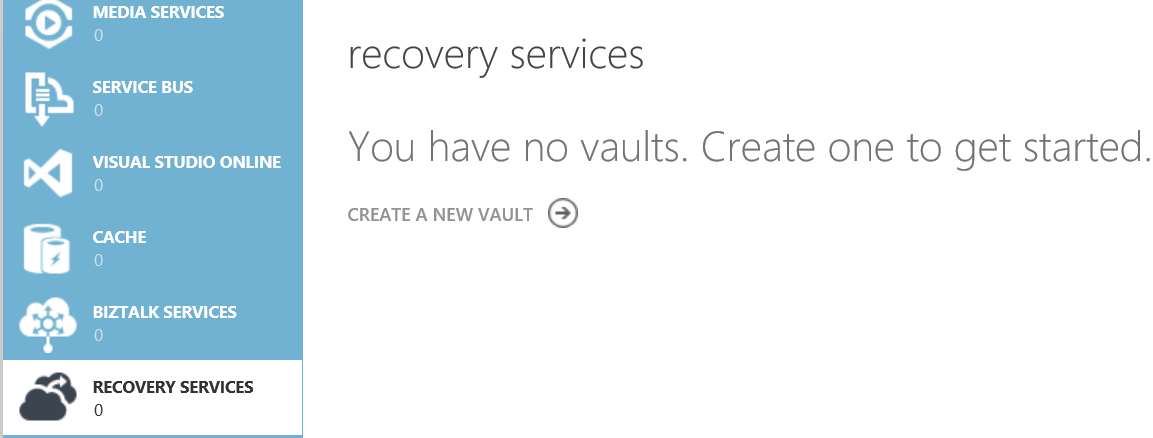 MEDIA SERVICES
0
SERVICE BUS
0
VISUAL STUDIO ONLINE
0
CACHE
0
BIZTALK SERVICES
0
RECOVERY SERVICES
0
recovery services
You have no vaults. Create one to get started.
CREATE A NEW VAULT